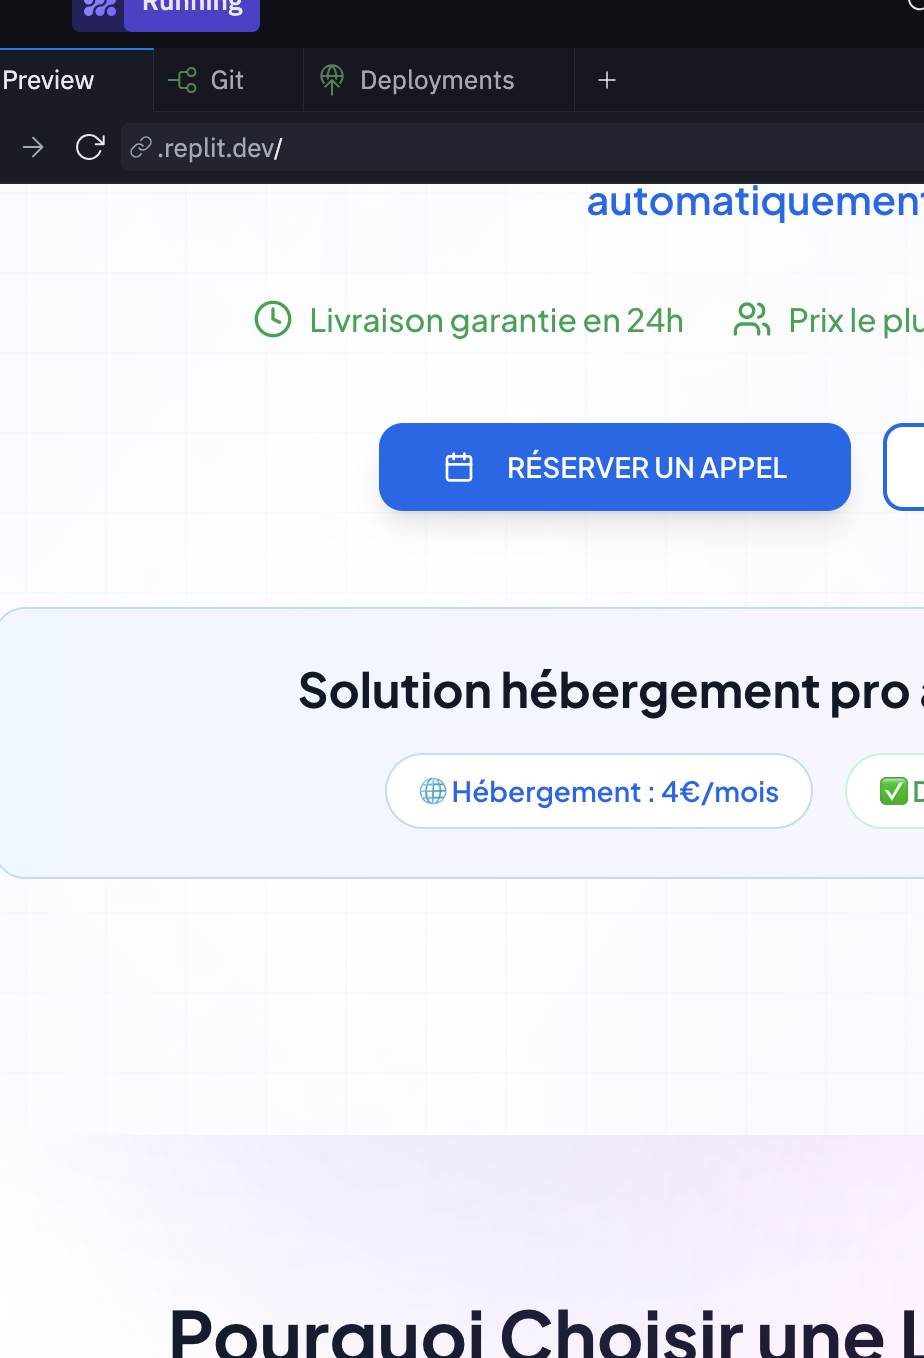 Running
Preview
Git
Deployments
.replit.dev/
automatiquement
Livraison garantie en 24h
Prix le plu
RÉSERVER UN APPEL
Solution hébergement pro
Hébergement : 4€/mois
Pourquoi Choisir une L